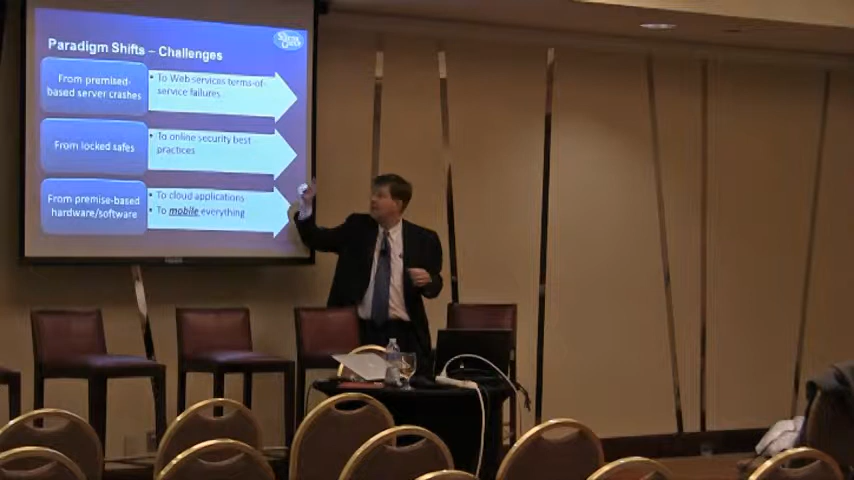 Paradigm Shifts – Challenges
From premised-
based server crashes
• To Web services terms-of-
service failures
From locked safes
• To online security best
practices
From premise-based
hardware/software
• To cloud applications
• To mobile everything